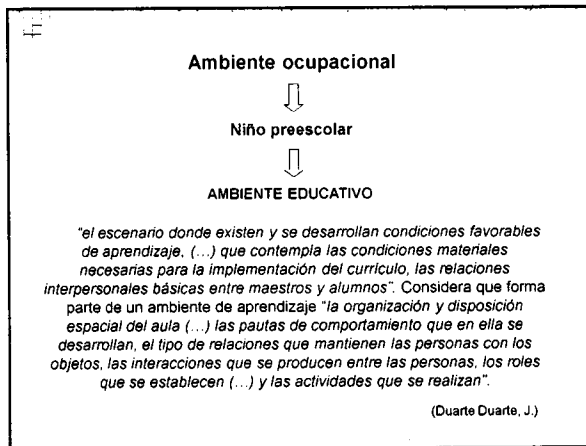 Ambiente ocupacional
Niño preescolar
AMBIENTE EDUCATIVO
"el escenario donde existen y se desarrollan condiciones favorables
de aprendizaje, (...) que contempla las condiciones materiales
necesarias para la implementación del currículo, las relaciones
interpersonales básicas entre maestros y alumnos". Considera que forma
parte de un ambiente de aprendizaje "la organización y disposición
espacial del aula (...) las pautas de comportamiento que en ella se
desarrollan, el tipo de relaciones que mantienen las personas con los
objetos, las interacciones que se producen entre las personas, los roles
que se establecen (...) y las actividades que se realizan".
(Duarte Duarte, J.)